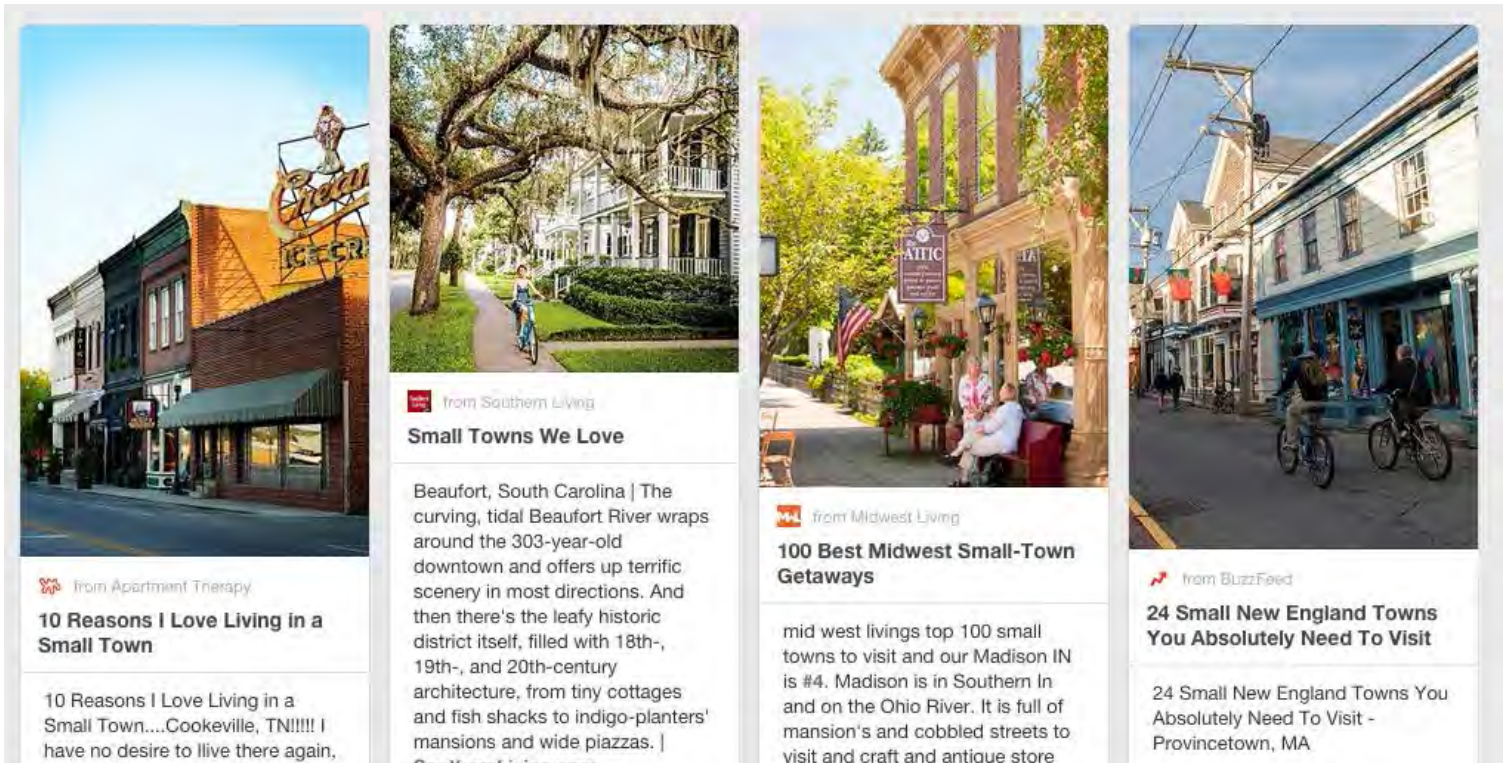 Cream
ICE-CR
from Apartment Therapy
10 Reasons I Love Living in a
Small Town
10 Reasons I Love Living in a
Small Town....Cookeville, TN!!!!! I
have no desire to llive there again,
from Southern Living
Small Towns We Love
Beaufort, South Carolina | The
curving, tidal Beaufort River wraps
around the 303-year-old
downtown and offers up terrific
scenery in most directions. And
then there's the leafy historic
district itself, filled with 18th-,
19th-, and 20th-century
architecture, from tiny cottages
and fish shacks to indigo-planters'
mansions and wide piazzas. |
ATTIC
from Midwest Living
100 Best Midwest Small-Town
Getaways
mid west livings top 100 small
towns to visit and our Madison IN
is #4. Madison is in Southern In
and on the Ohio River. It is full of
mansion's and cobbled streets to
visit and craft and antique store
from BuzzFeed
24 Small New England Towns
You Absolutely Need To Visit
24 Small New England Towns You
Absolutely Need To Visit -
Provincetown, MA